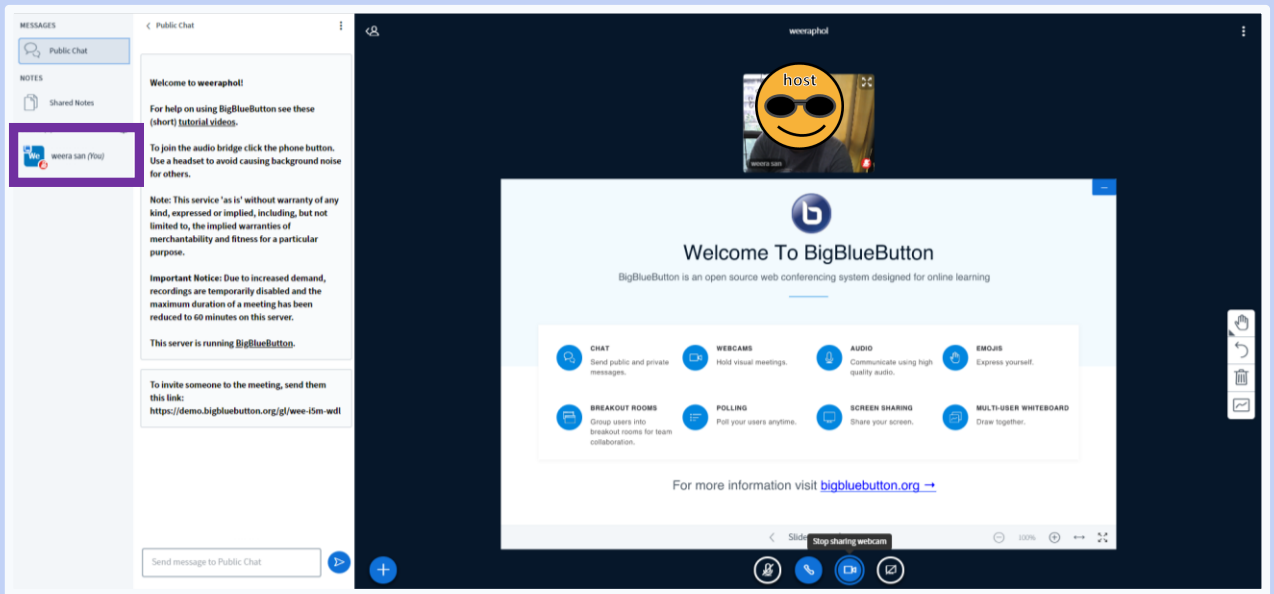 MESSAGES
Public Chat
NOTES
Shared Notes
We
weera san (You)
Public Chat
Welcome to weeraphol!
For help on using BigBlueButton see these
(short) tutorial videos.
To join the audio bridge click the phone button.
Use a headset to avoid causing background noise
for others.
Note: This service 'as is' without warranty of any
kind, expressed or implied, including, but not
limited to, the implied warranties of
merchantability and fitness for a particular
purpose.
Important Notice: Due to increased demand,
recordings are temporarily disabled and the
maximum duration of a meeting has been
reduced to 60 minutes on this server.
This server is running BigBlueButton.
To invite someone to the meeting, send them
this link:
https://demo.bigbluebutton.org/gl/wee-i5m-wdl
Send message to Public Chat
weeraphol
host
weera san
b
Welcome To BigBlueButton
BigBlueButton is an open source web conferencing system designed for online learning
CHAT
Send public and private
messages.
WEBCAMS
Hold visual meetings.
AUDIO
Communicate using high
quality audio.
EMOJIS
Express yourself.
BREAKOUT ROOMS
Group users into
breakout rooms for team
collaboration.
POLLING
Poll your users anytime.
SCREEN SHARING
Share your screen.
MULTI-USER WHITEBOARD
Draw together.
For more information visit bigbluebutton.org →
Slide
100%
Stop sharing webcam